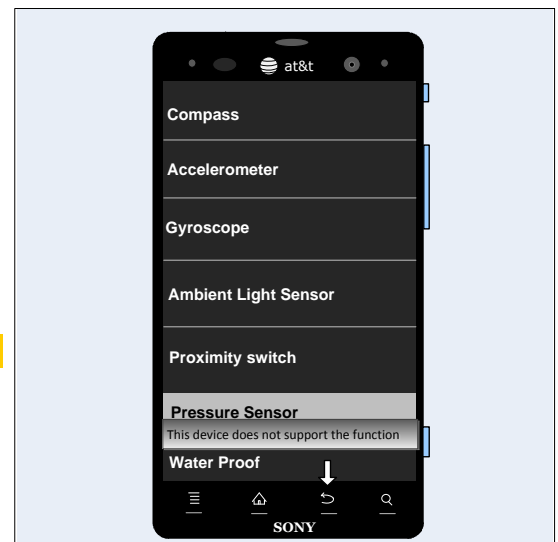 at&t
Compass
Accelerometer
Gyroscope
Ambient Light Sensor
Proximity switch
Pressure Sensor
This device does not support the function
Water Proof
SONY